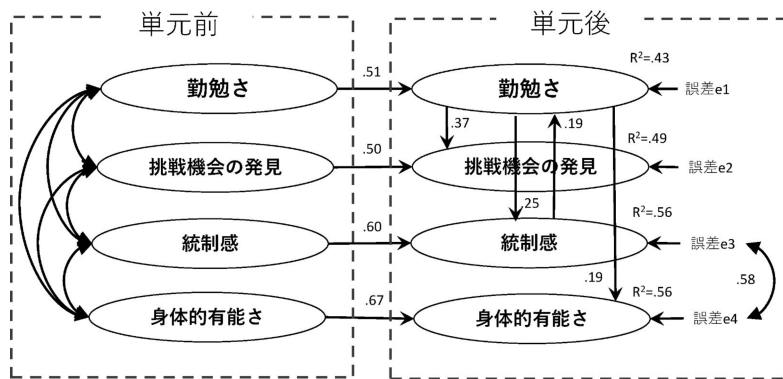 単元前
単元後
勤勉さ
.51
勤勉さ
R²=.43
誤差e1
.37
.19
挑戦機会の発見
.50
挑戦機会の発見
R²=.49
誤差e2
.25
統制感
.60
統制感
R²=.56
誤差e3
.58
身体的有能さ
.67
.19
身体的有能さ
R²=.56
誤差e4